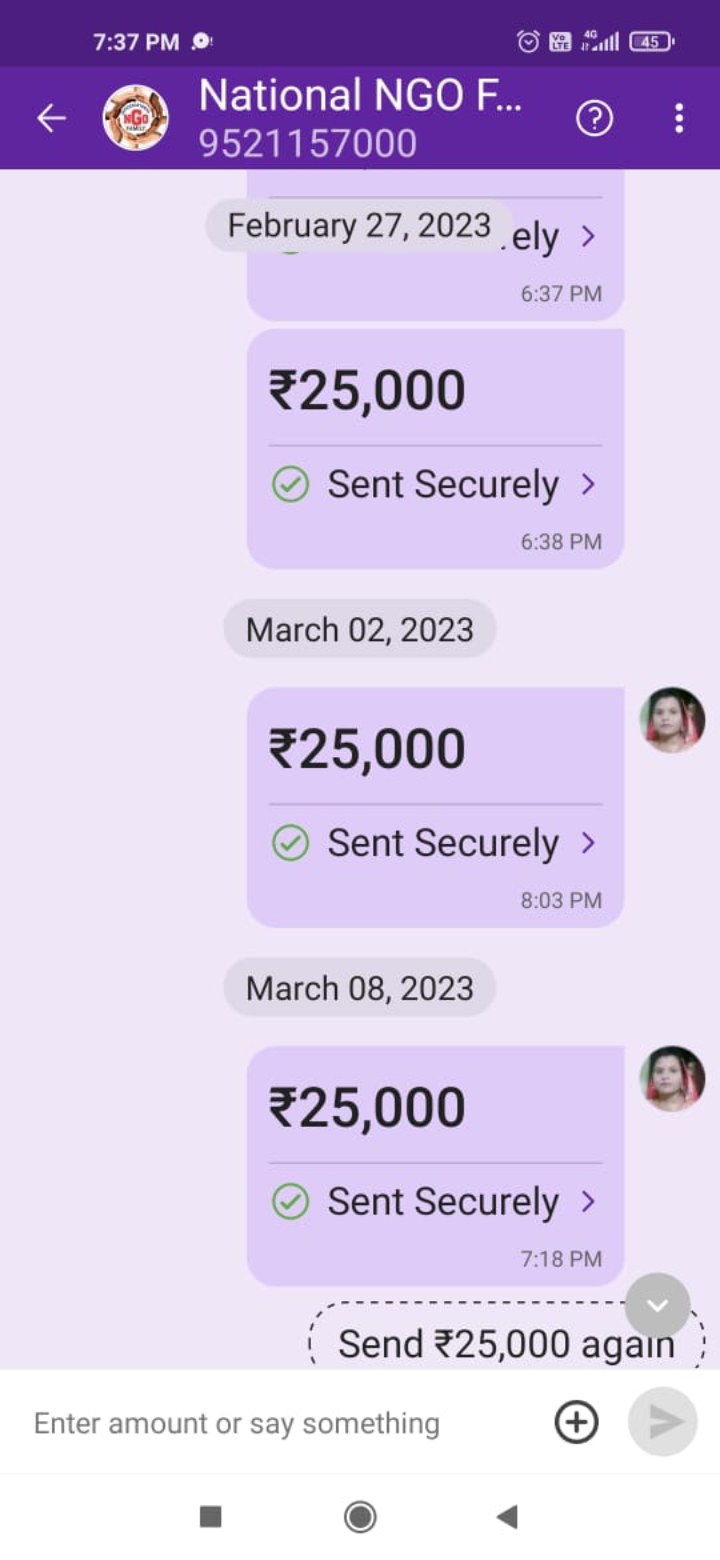 7:37 PM
4G
Vo
LTE
45
National NGO F...
9521157000
NGO
FAMILY
February 27, 2023
.ely
6:37 PM
₹25,000
Sent Securely
6:38 PM
March 02, 2023
₹25,000
Sent Securely
8:03 PM
March 08, 2023
₹25,000
Sent Securely
7:18 PM
Send ₹25,000 again
Enter amount or say something